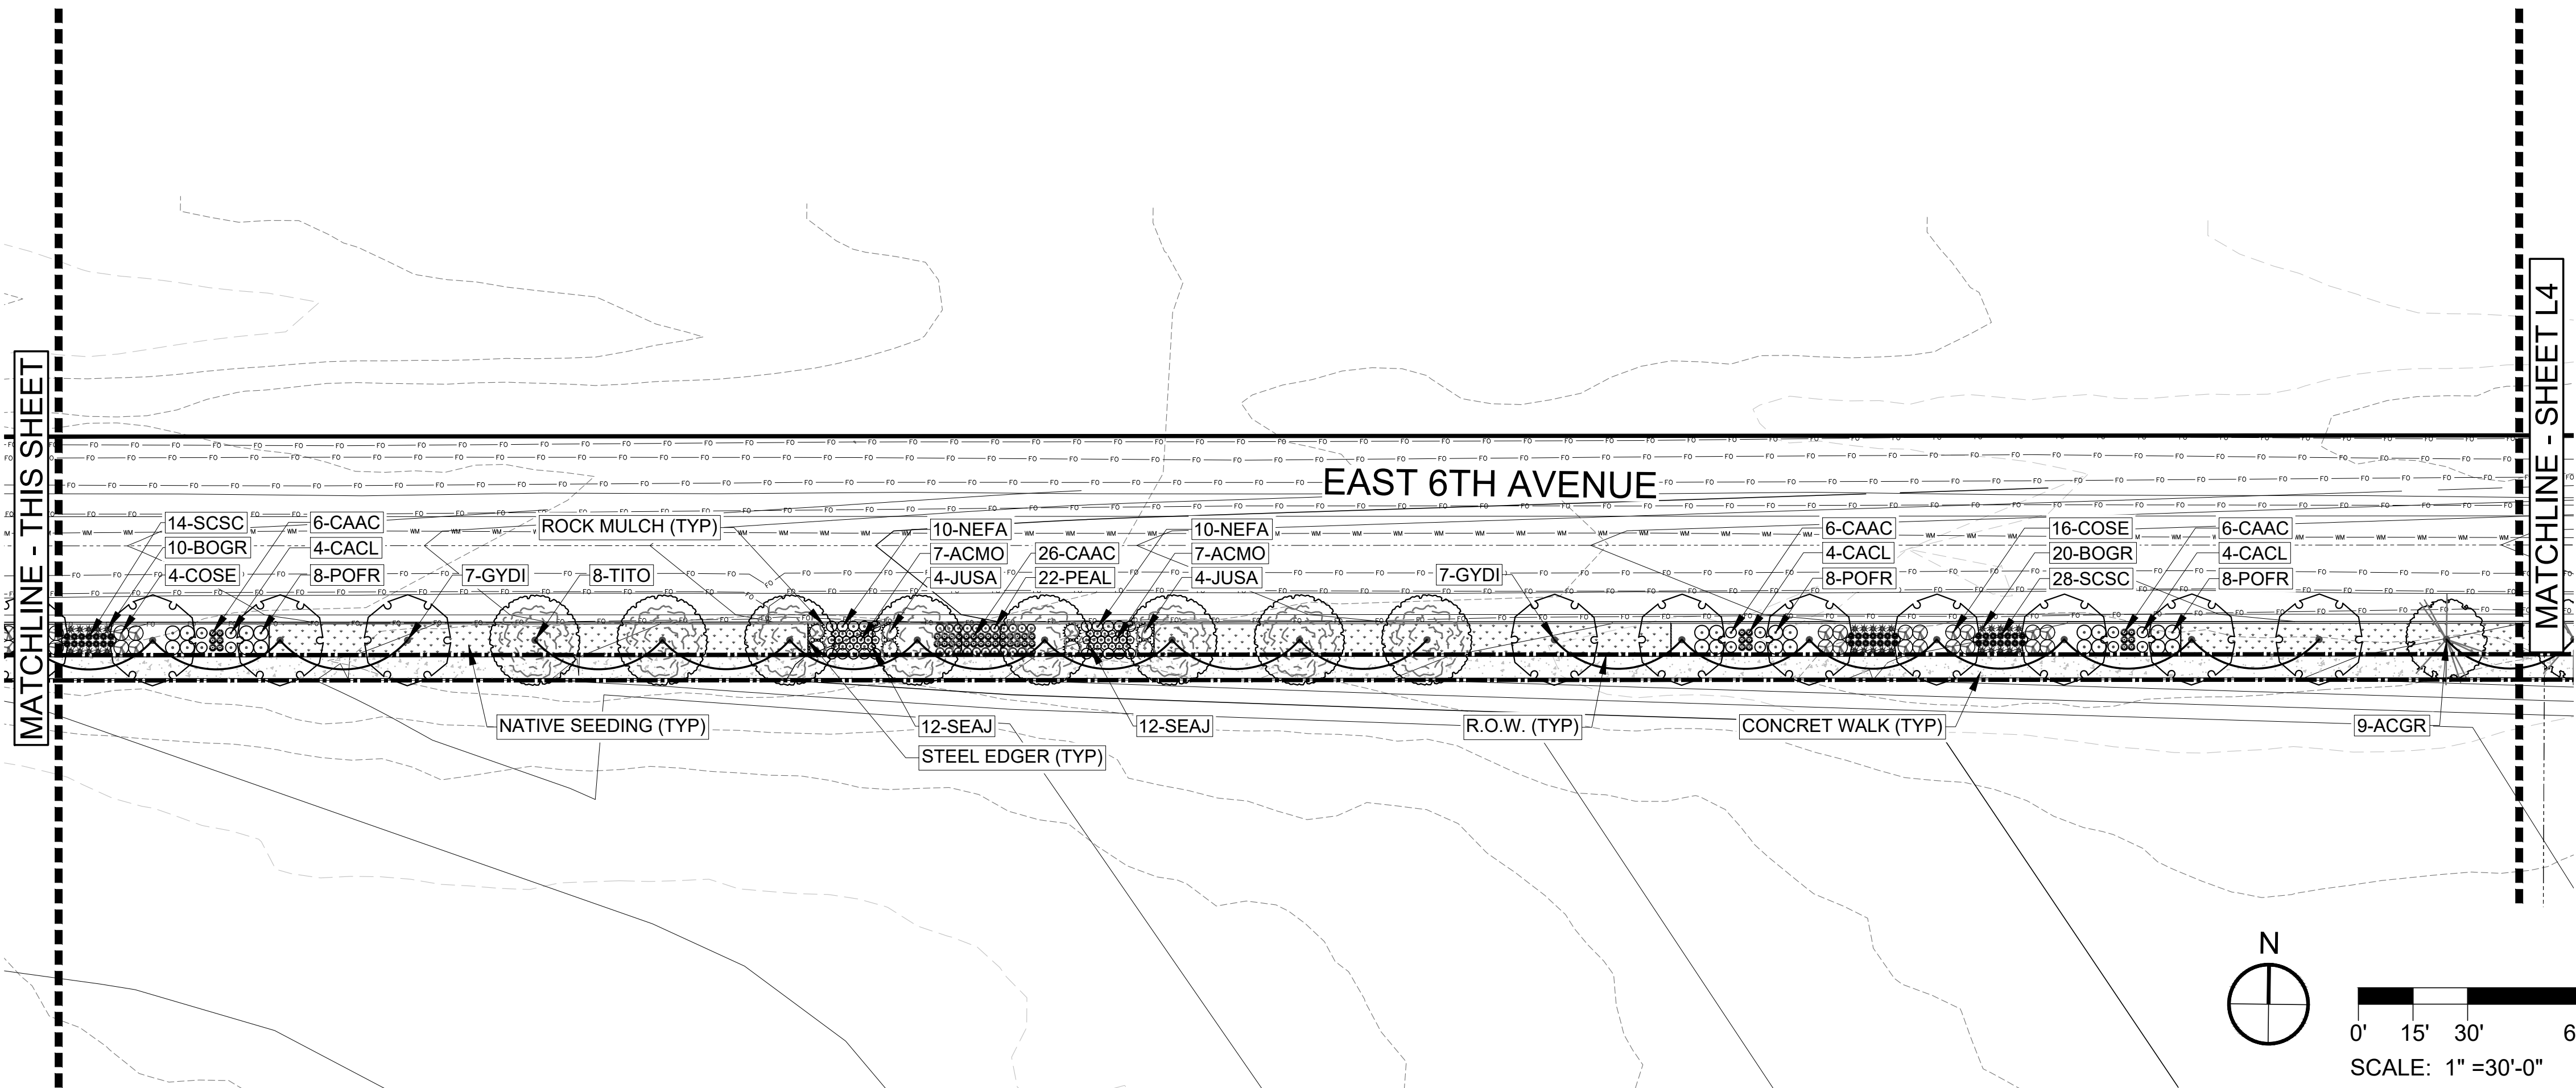 MATCHLINE - THIS SHEET
MATCHLINE - SHEET L4
EAST 6TH AVENUE
14-SCSC
10-BOGR
4-COSE
6-CAAC
4-CACL
8-POFR
7-GYDI
ROCK MULCH (TYP)
8-TITO
10-NEFA
7-ACMO
4-JUSA
26-CAAC
22-PEAL
10-NEFA
7-ACMO
4-JUSA
7-GYDI
6-CAAC
4-CACL
8-POFR
16-COSE
20-BOGR
28-SCSC
6-CAAC
4-CACL
8-POFR
NATIVE SEEDING (TYP)
12-SEAJ
STEEL EDGER (TYP)
12-SEAJ
R.O.W. (TYP)
CONCRET WALK (TYP)
9-ACGR
N
0' 15' 30' 6
SCALE: 1" =30'-0"